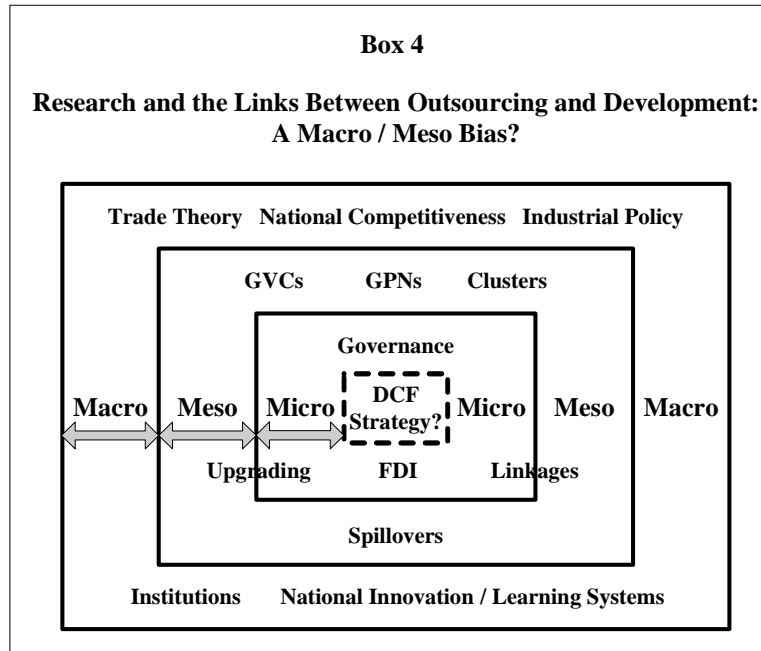 Box 4
Research and the Links Between Outsourcing and Development:
A Macro / Meso Bias?
Trade Theory National Competitiveness Industrial Policy
GVCs GPNs Clusters
Governance
Macro Meso Micro DCF Strategy? Micro Meso Macro
Upgrading FDI Linkages
Spillovers
Institutions National Innovation / Learning Systems